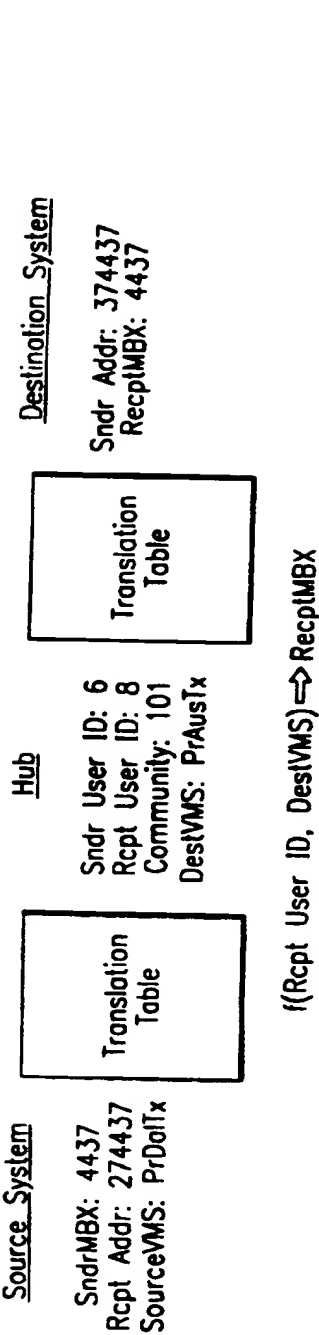 Source System
SndrMBX: 4437
Rcpt Addr: 274437
SourceVMS: PrDalTx
Translation
Table
Hub
Sndr User ID: 6
Rcpt User ID: 8
Community: 101
DestVMS: PrAusTx
Translation
Table
Destination System
Sndr Addr: 374437
RecptMBX: 4437
f(Rcpt User ID, DestVMS)⇨RecptMBX